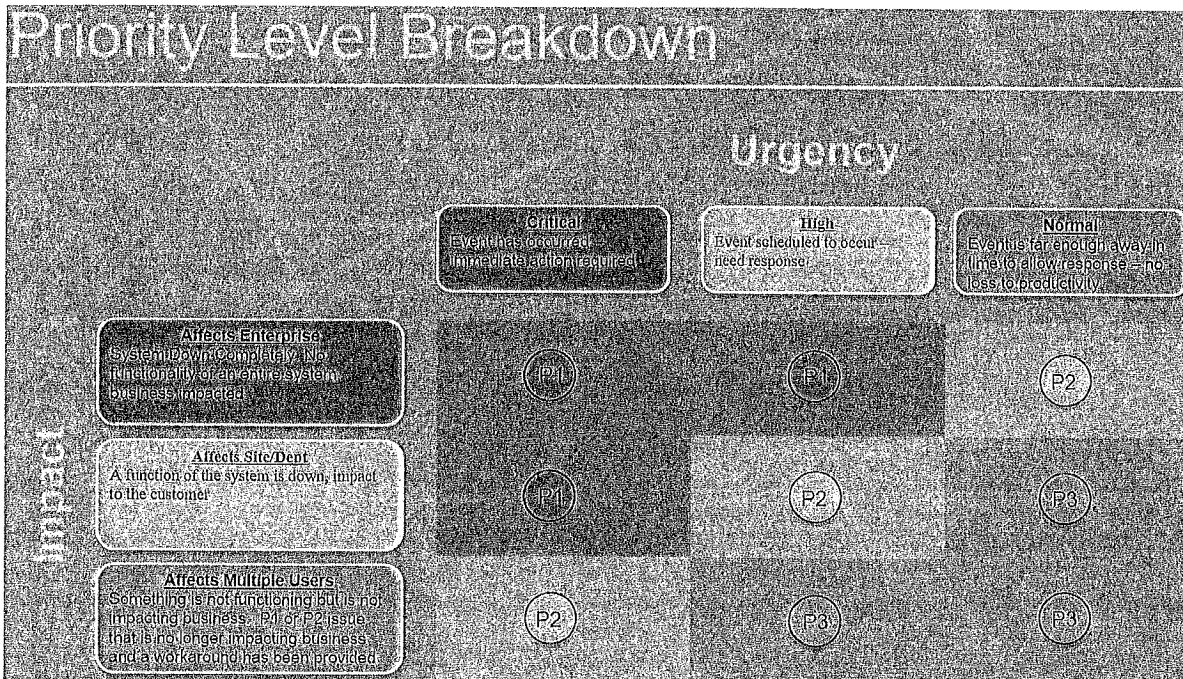 Priority Level Breakdown
Urgency
Critical
Event has occurred –
immediate action required
High
Event scheduled to occur –
need response
Normal
Event is far enough away in
time to allow response – no
loss to productivity
Impact
Affects Enterprise
System Down Completely. No
functionality of an entire system,
business impacted
P1
P1
P2
Affects Site/Dept
A function of the system is down, impact
to the customer
P1
P2
P3
Affects Multiple Users
Something is not functioning but is not
impacting business. P1 or P2 issue
that is no longer impacting business
and a workaround has been provided
P2
P3
P3